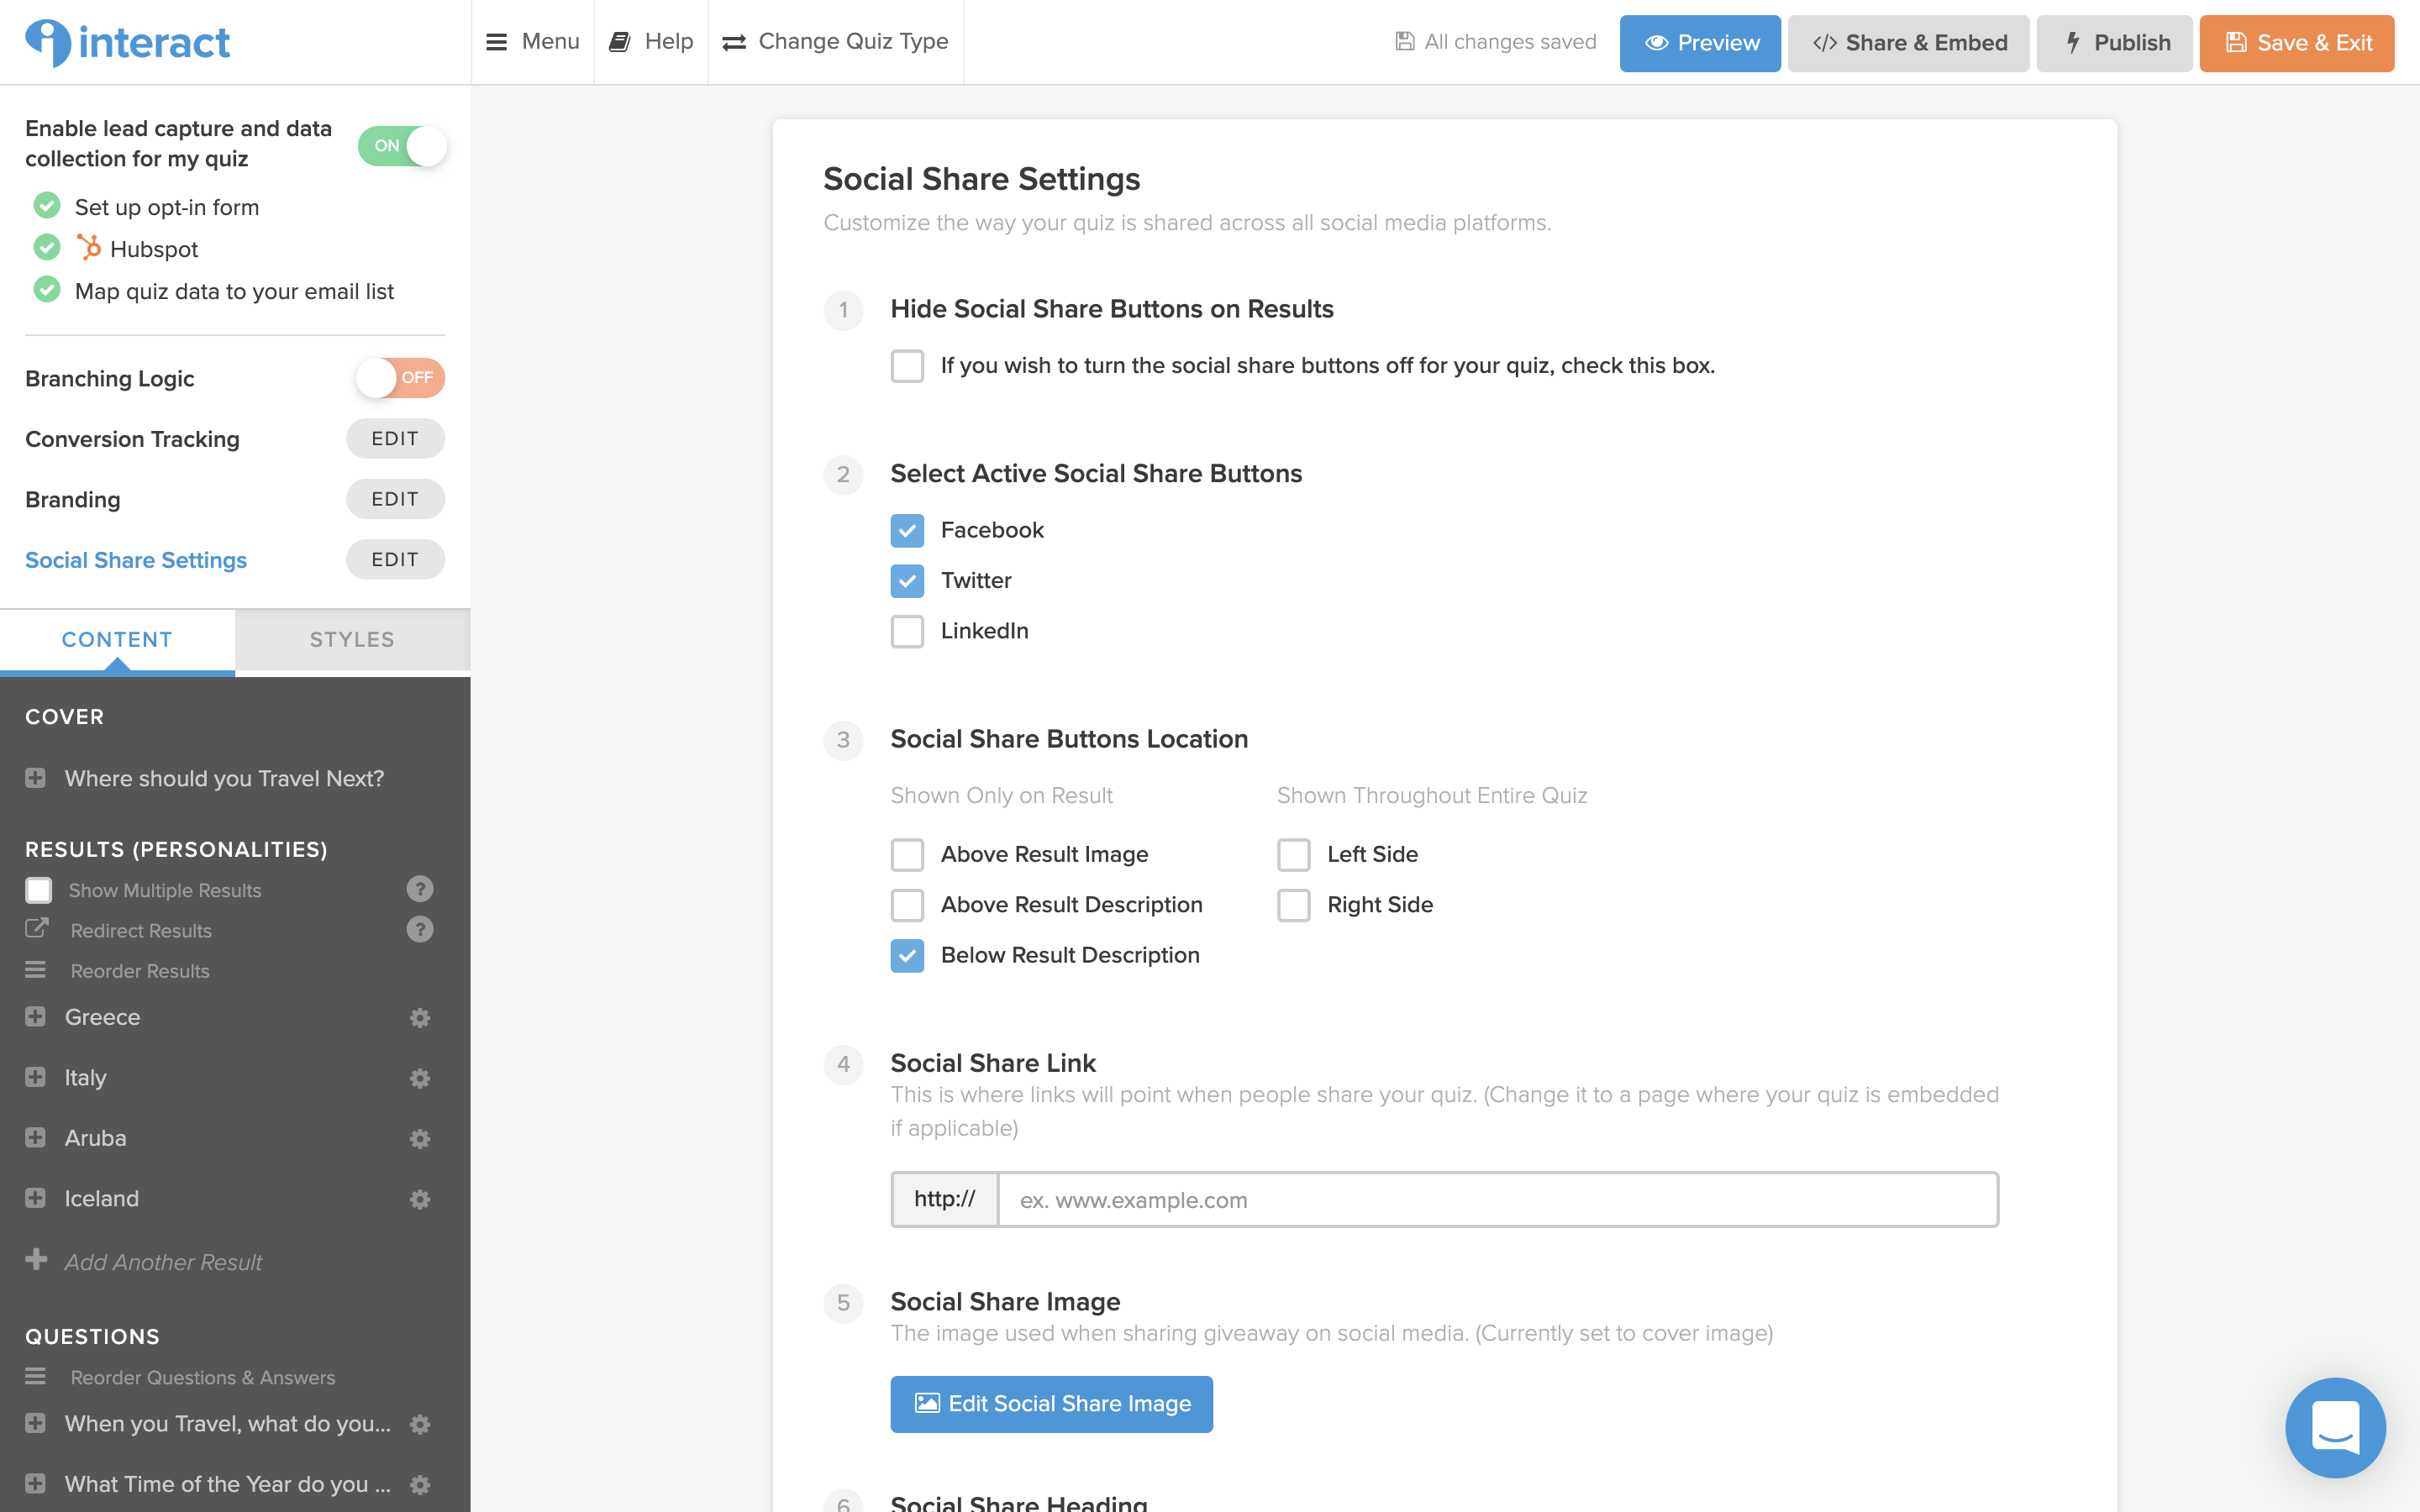 interact
Menu
Help
Change Quiz Type
All changes saved
Preview
</> Share & Embed
Publish
Save & Exit
Enable lead capture and data
collection for my quiz
ON
Set up opt-in form
Hubspot
Map quiz data to your email list
Branching Logic
OFF
Conversion Tracking
EDIT
Branding
EDIT
Social Share Settings
EDIT
CONTENT
STYLES
COVER
Where should you Travel Next?
RESULTS (PERSONALITIES)
Show Multiple Results
?
Redirect Results
?
Reorder Results
Greece
Italy
Aruba
Iceland
Add Another Result
QUESTIONS
Reorder Questions & Answers
When you Travel, what do you...
What Time of the Year do you ...
Social Share Settings
Customize the way your quiz is shared across all social media platforms.
1
Hide Social Share Buttons on Results
If you wish to turn the social share buttons off for your quiz, check this box.
2
Select Active Social Share Buttons
Facebook
Twitter
LinkedIn
3
Social Share Buttons Location
Shown Only on Result
Above Result Image
Above Result Description
Below Result Description
Shown Throughout Entire Quiz
Left Side
Right Side
4
Social Share Link
This is where links will point when people share your quiz. (Change it to a page where your quiz is embedded
if applicable)
http://
ex. www.example.com
5
Social Share Image
The image used when sharing giveaway on social media. (Currently set to cover image)
Edit Social Share Image
6
Social Share Heading